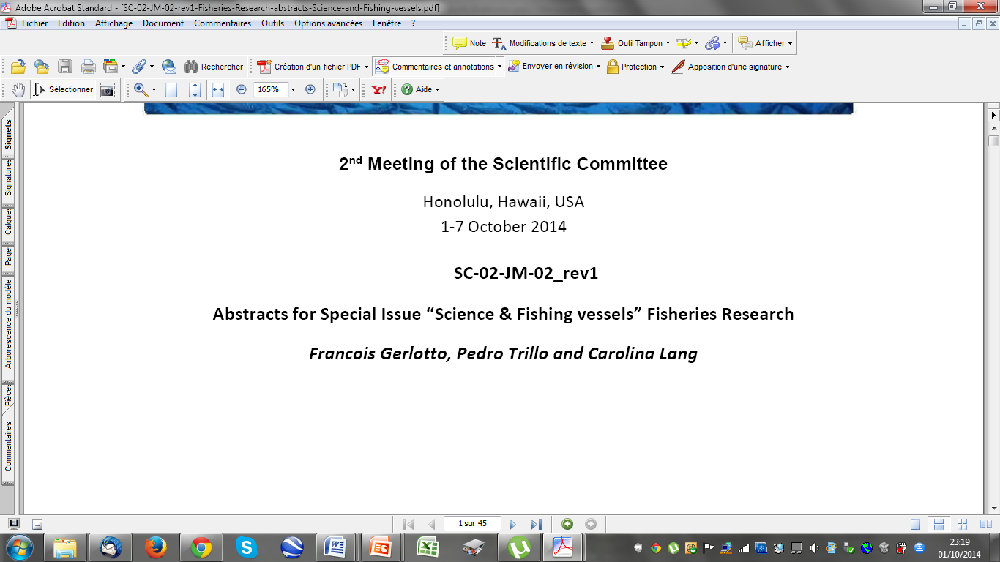 Adobe Acrobat Standard - [SC-02-JM-02-rev1-Fisheries-Research-abstracts-Science-and-Fishing-vessels.pdf]
Fichier Edition Affichage Document Commentaires Outils Options avancées Fenêtre ?
Note Modifications de texte Outil Tampon Afficher
Rechercher Création d'un fichier PDF Commentaires et annotations Envoyer en révision Protection Apposition d'une signature
Sélectionner 165% Y! Aide
Signets
Signatures
Calques
Pages
Arborescence du modèle
Pièces
Commentaires
2nd Meeting of the Scientific Committee
Honolulu, Hawaii, USA
1-7 October 2014
SC-02-JM-02_rev1
Abstracts for Special Issue “Science & Fishing vessels” Fisheries Research
Francois Gerlotto, Pedro Trillo and Carolina Lang
1 sur 45
23:19
01/10/2014